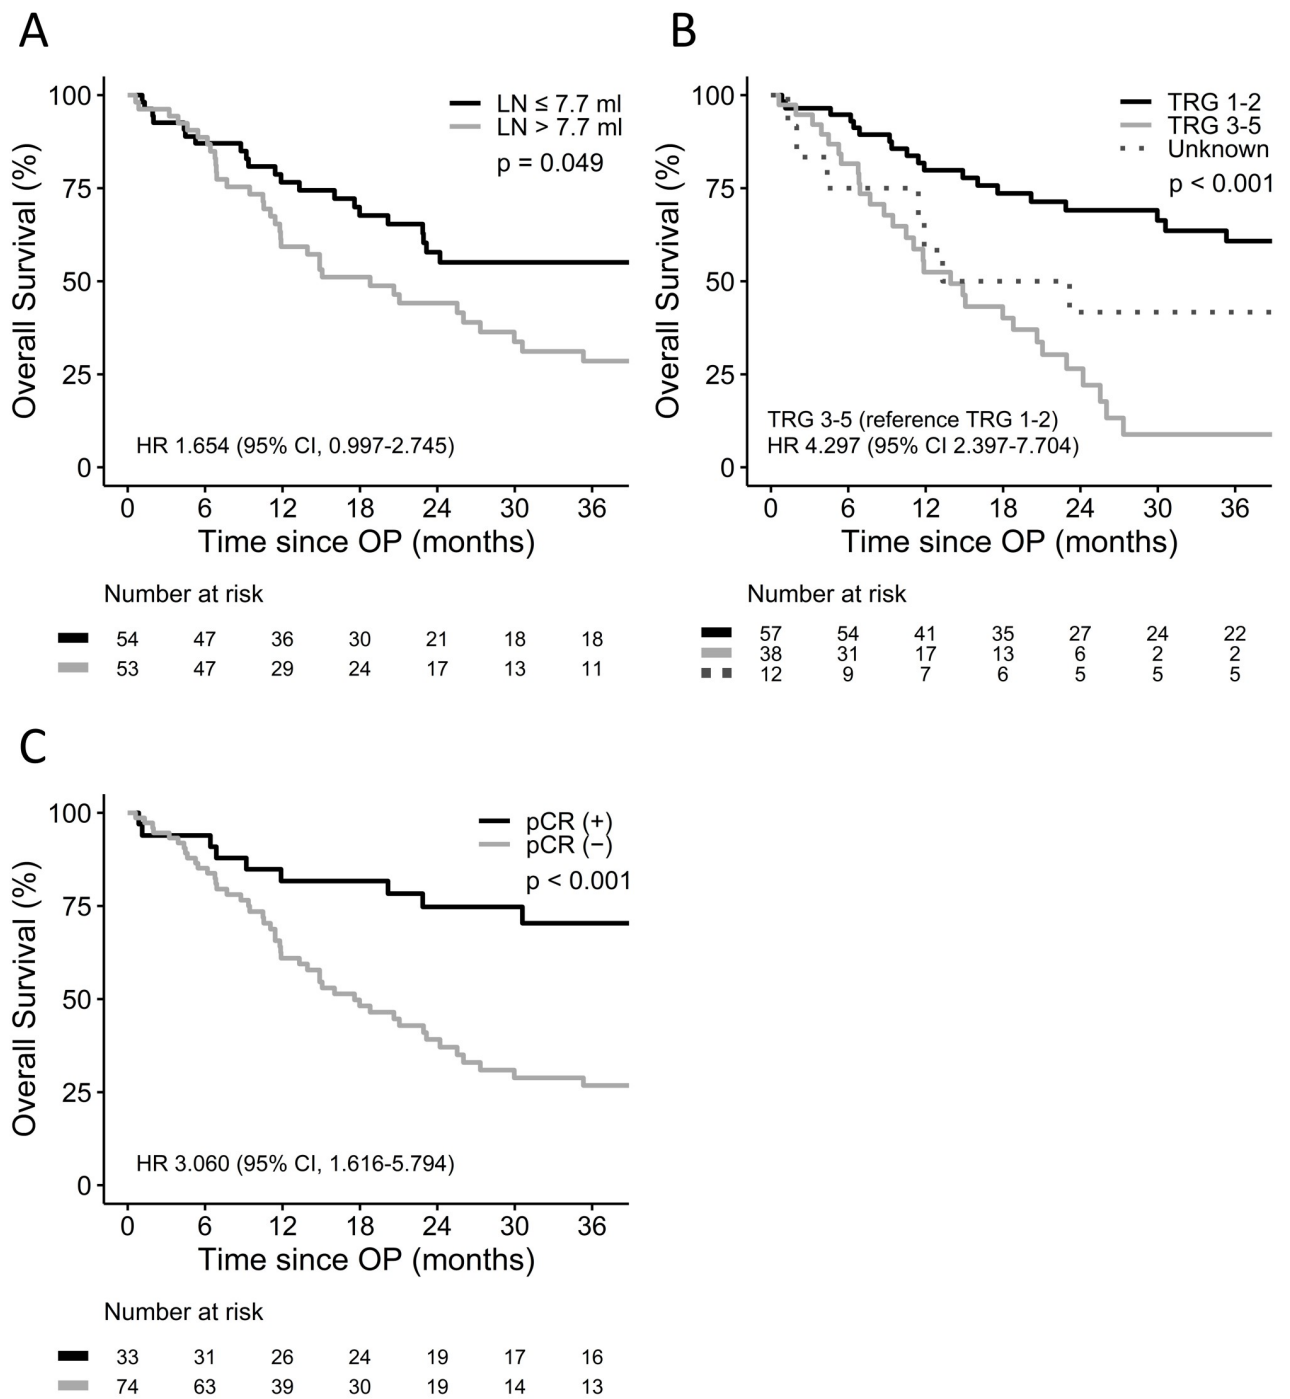 A
100
75
50
25
0
Overall Survival (%)
LN ≤ 7.7 ml
LN > 7.7 ml
p = 0.049
HR 1.654 (95% CI, 0.997-2.745)
0 6 12 18 24 30 36
Time since OP (months)
Number at risk
54 47 36 30 21 18 18
53 47 29 24 17 13 11
B
100
75
50
25
0
Overall Survival (%)
TRG 1-2
TRG 3-5
Unknown
p < 0.001
TRG 3-5 (reference TRG 1-2)
HR 4.297 (95% CI 2.397-7.704)
0 6 12 18 24 30 36
Time since OP (months)
Number at risk
57 54 41 35 27 24 22
38 31 17 13 6 2 2
12 9 7 6 5 5 5
C
100
75
50
25
0
Overall Survival (%)
pCR (+)
pCR (−)
p < 0.001
HR 3.060 (95% CI, 1.616-5.794)
0 6 12 18 24 30 36
Time since OP (months)
Number at risk
33 31 26 24 19 17 16
74 63 39 30 19 14 13